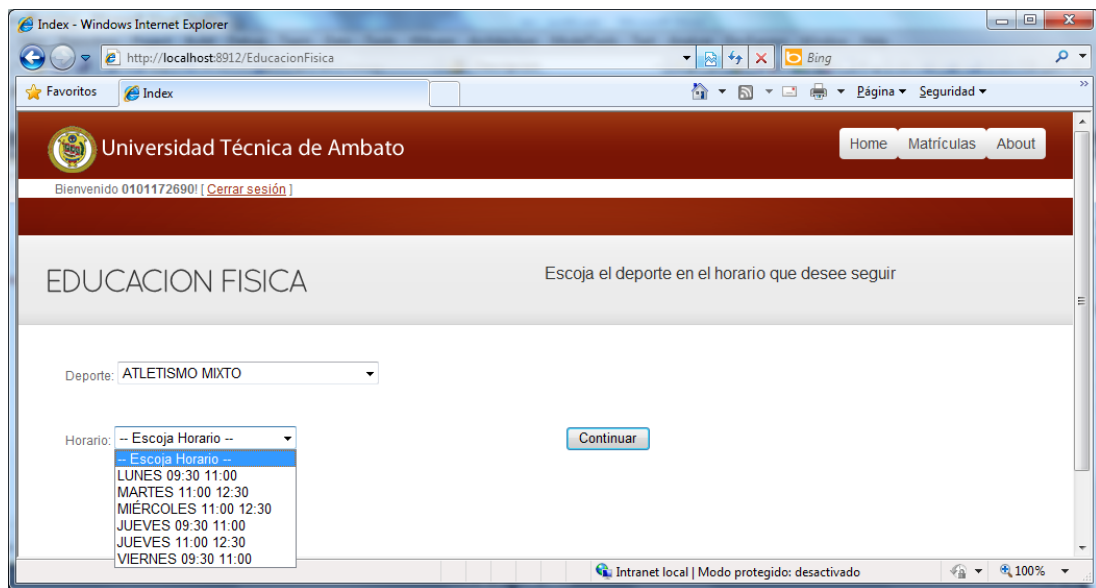 Index - Windows Internet Explorer
http://localhost:8912/EducacionFisica
Bing
Favoritos
Index
Página
Seguridad
Universidad Técnica de Ambato
Home
Matrículas
About
Bienvenido 0101172690! [ Cerrar sesión ]
EDUCACION FISICA
Escoja el deporte en el horario que desee seguir
Deporte: ATLETISMO MIXTO
Horario: -- Escoja Horario --
Continuar
-- Escoja Horario --
LUNES 09:30 11:00
MARTES 11:00 12:30
MIÉRCOLES 11:00 12:30
JUEVES 09:30 11:00
JUEVES 11:00 12:30
VIERNES 09:30 11:00
Intranet local | Modo protegido: desactivado
100%